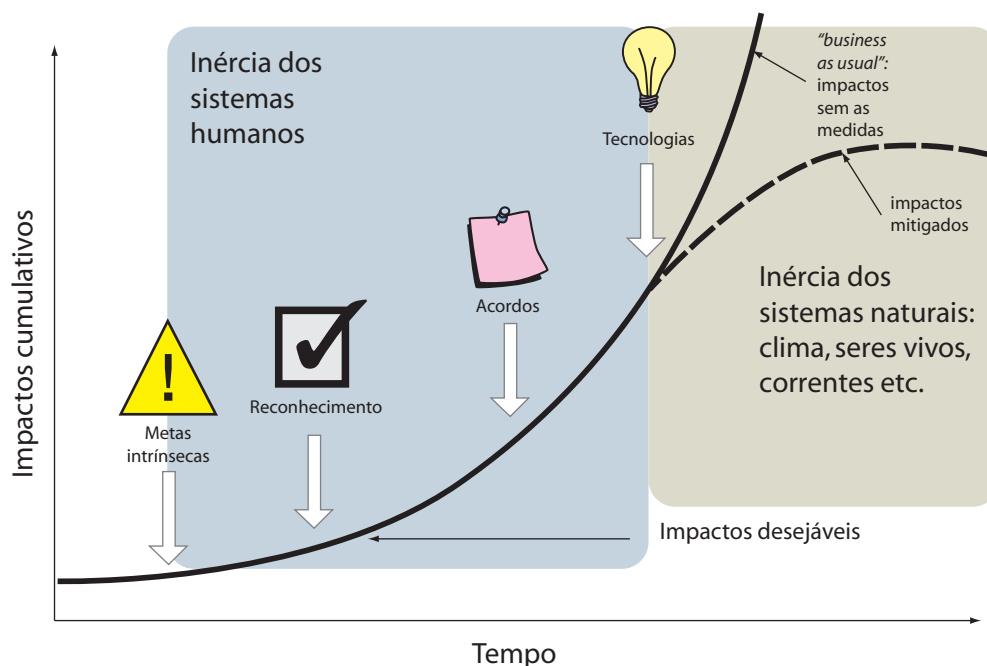 Inércia dos
sistemas
humanos
"business
as usual":
impactos
sem as
medidas
Tecnologias
impactos
mitigados
Inércia dos
sistemas naturais:
clima, seres vivos,
correntes etc.
Acordos
!
Reconhecimento
Metas
intrínsecas
Impactos desejáveis
Impactos cumulativos
Tempo